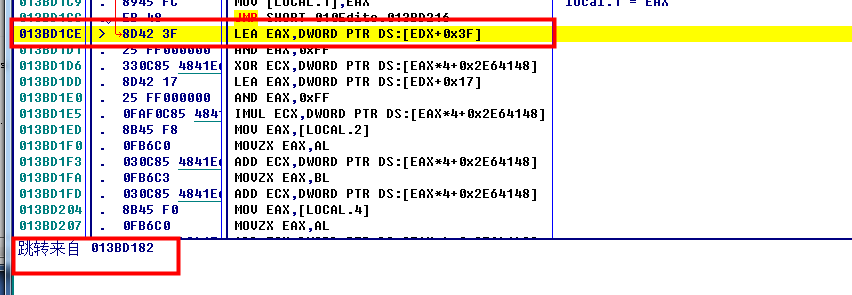 013BD1C9 . 8945 FC MOV [LOCAL.1],EAX local.1 = EAX
013BD1CC . EB 48 JMP SHORT 010Edito.013BD216
013BD1CE > 8D42 3F LEA EAX,DWORD PTR DS:[EDX+0x3F]
013BD1D1 . 25 FF000000 AND EAX,0xFF
013BD1D6 . 330C85 4841E6 XOR ECX,DWORD PTR DS:[EAX*4+0x2E64148]
013BD1DD . 8D42 17 LEA EAX,DWORD PTR DS:[EDX+0x17]
013BD1E0 . 25 FF000000 AND EAX,0xFF
013BD1E5 . 0FAF0C85 484 IMUL ECX,DWORD PTR DS:[EAX*4+0x2E64148]
013BD1ED . 8B45 F8 MOV EAX,[LOCAL.2]
013BD1F0 . 0FB6C0 MOVZX EAX,AL
013BD1F3 . 030C85 4841E6 ADD ECX,DWORD PTR DS:[EAX*4+0x2E64148]
013BD1FA . 0FB6C3 MOVZX EAX,BL
013BD1FD . 030C85 4841E6 ADD ECX,DWORD PTR DS:[EAX*4+0x2E64148]
013BD204 . 8B45 F0 MOV EAX,[LOCAL.4]
013BD207 . 0FB6C0 MOVZX EAX,AL
跳转来自 013BD182